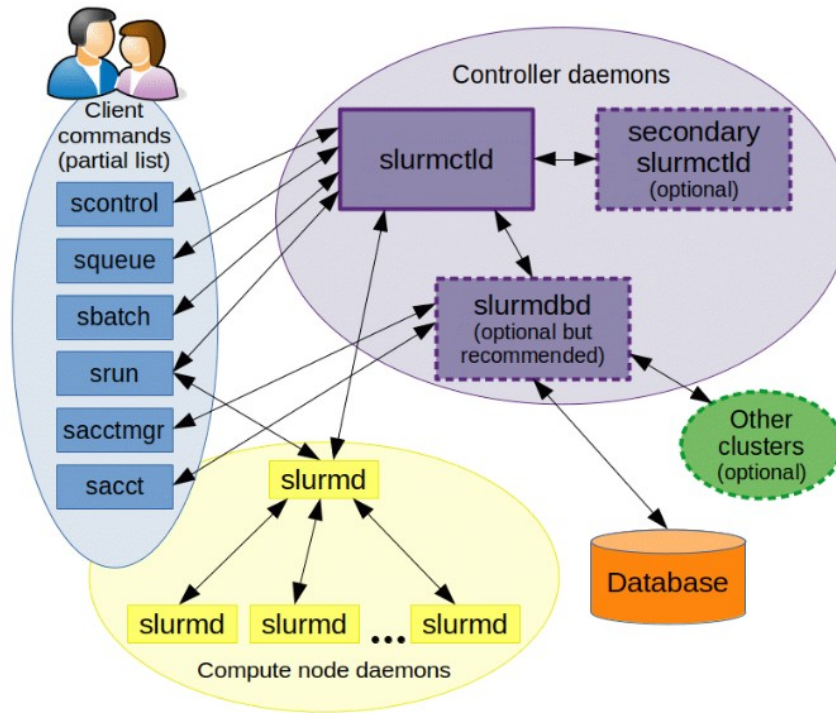 Client
commands
(partial list)
scontrol
squeue
sbatch
srun
sacctmgr
sacct
Controller daemons
slurmctld
secondary
slurmctld
(optional)
slurmdbd
(optional but
recommended)
Other
clusters
(optional)
Database
slurmd
slurmd
slurmd
...
slurmd
Compute node daemons